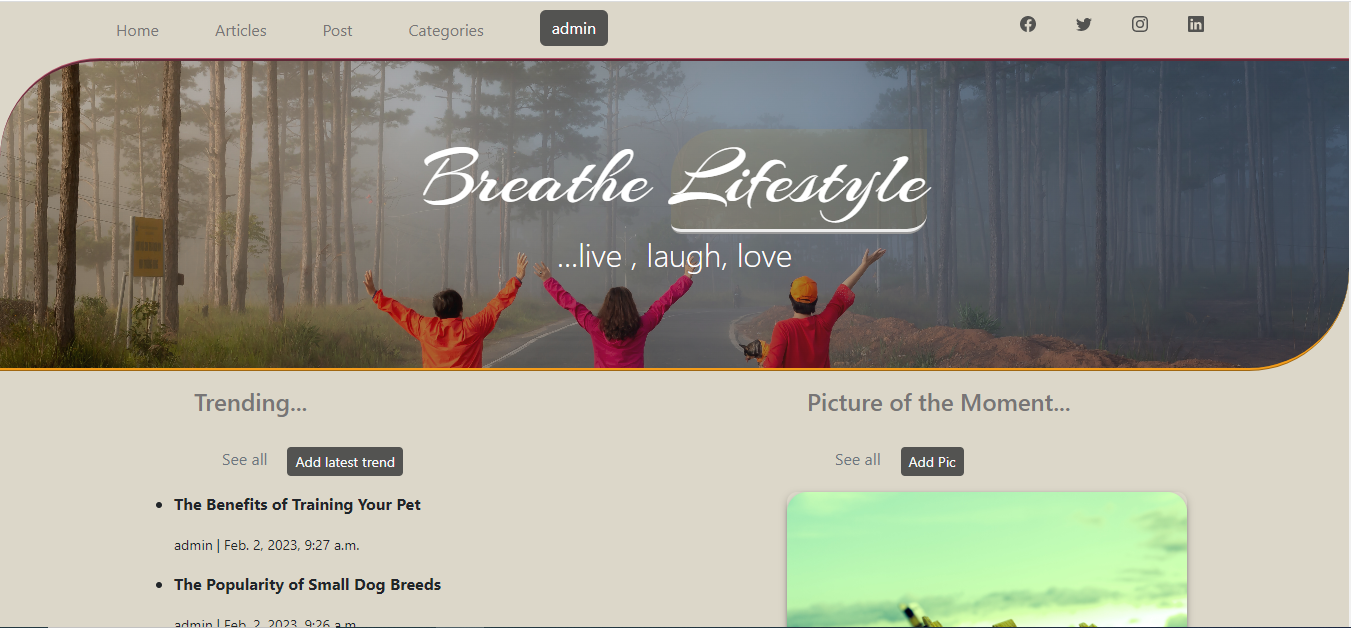 Home Articles Post Categories admin
Breathe Lifestyle
...live , laugh, love
Trending...
See all Add latest trend
The Benefits of Training Your Pet
admin | Feb. 2, 2023, 9:27 a.m.
The Popularity of Small Dog Breeds
admin | Feb. 2, 2023, 9:26 a.m.
Picture of the Moment...
See all Add Pic